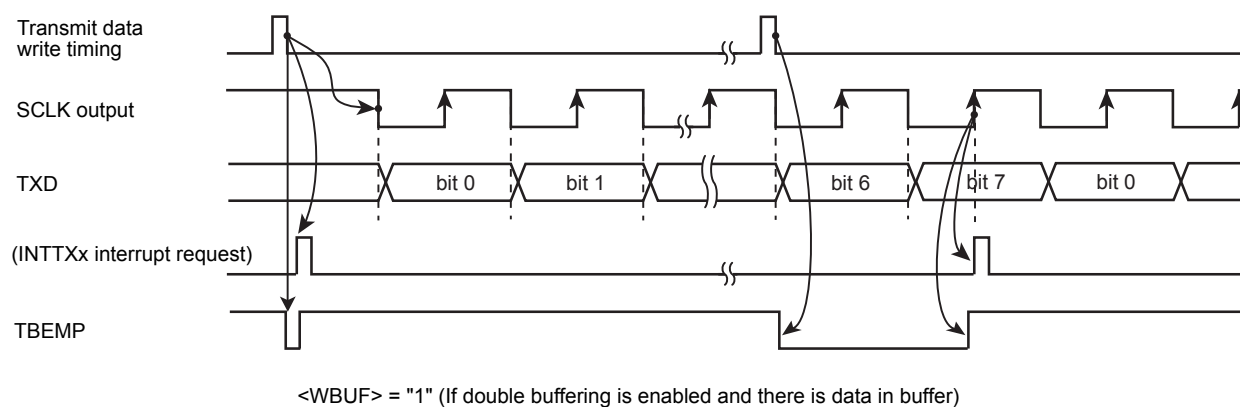 Transmit data
write timing
SCLK output
TXD
bit 0
bit 1
bit 6
bit 7
bit 0
(INTTXx interrupt request)
TBEMP
<WBUF> = "1" (If double buffering is enabled and there is data in buffer)